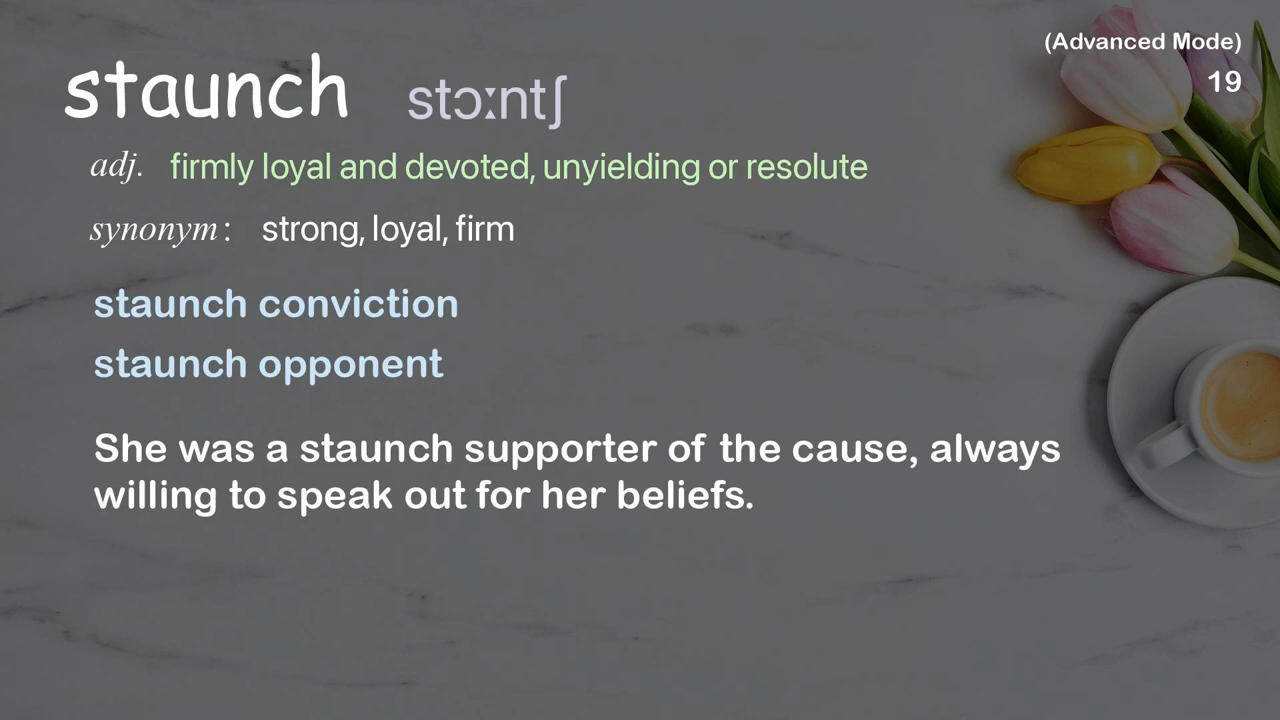 (Advanced Mode)
19
staunch stɔːntʃ
adj. firmly loyal and devoted, unyielding or resolute
synonym: strong, loyal, firm
staunch conviction
staunch opponent
She was a staunch supporter of the cause, always
willing to speak out for her beliefs.